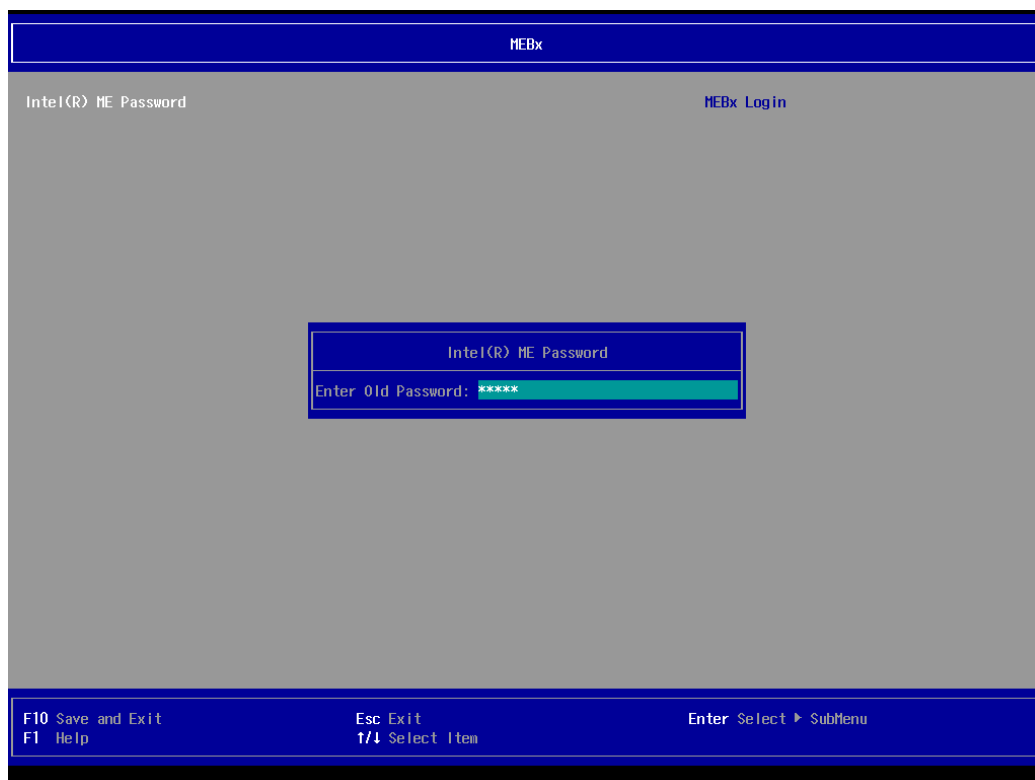 MEBx
Intel(R) ME Password
MEBx Login
Intel(R) ME Password
Enter Old Password: *****
F10 Save and Exit
Esc Exit
Enter Select ▶ SubMenu
F1 Help
↑/↓ Select Item